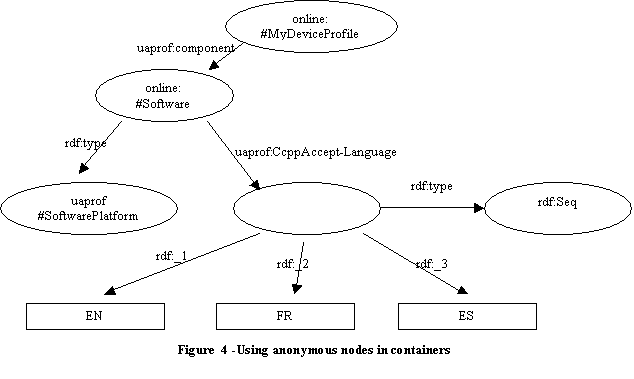 online:
#MyDeviceProfile
uaprof:component
online:
#Software
rdf:type
uaprof:CcppAccept-Language
uaprof
#SoftwarePlatform
rdf:type
rdf:Seq
rdf:_1
rdf:_2
rdf:_3
EN
FR
ES
Figure 4 -Using anonymous nodes in containers